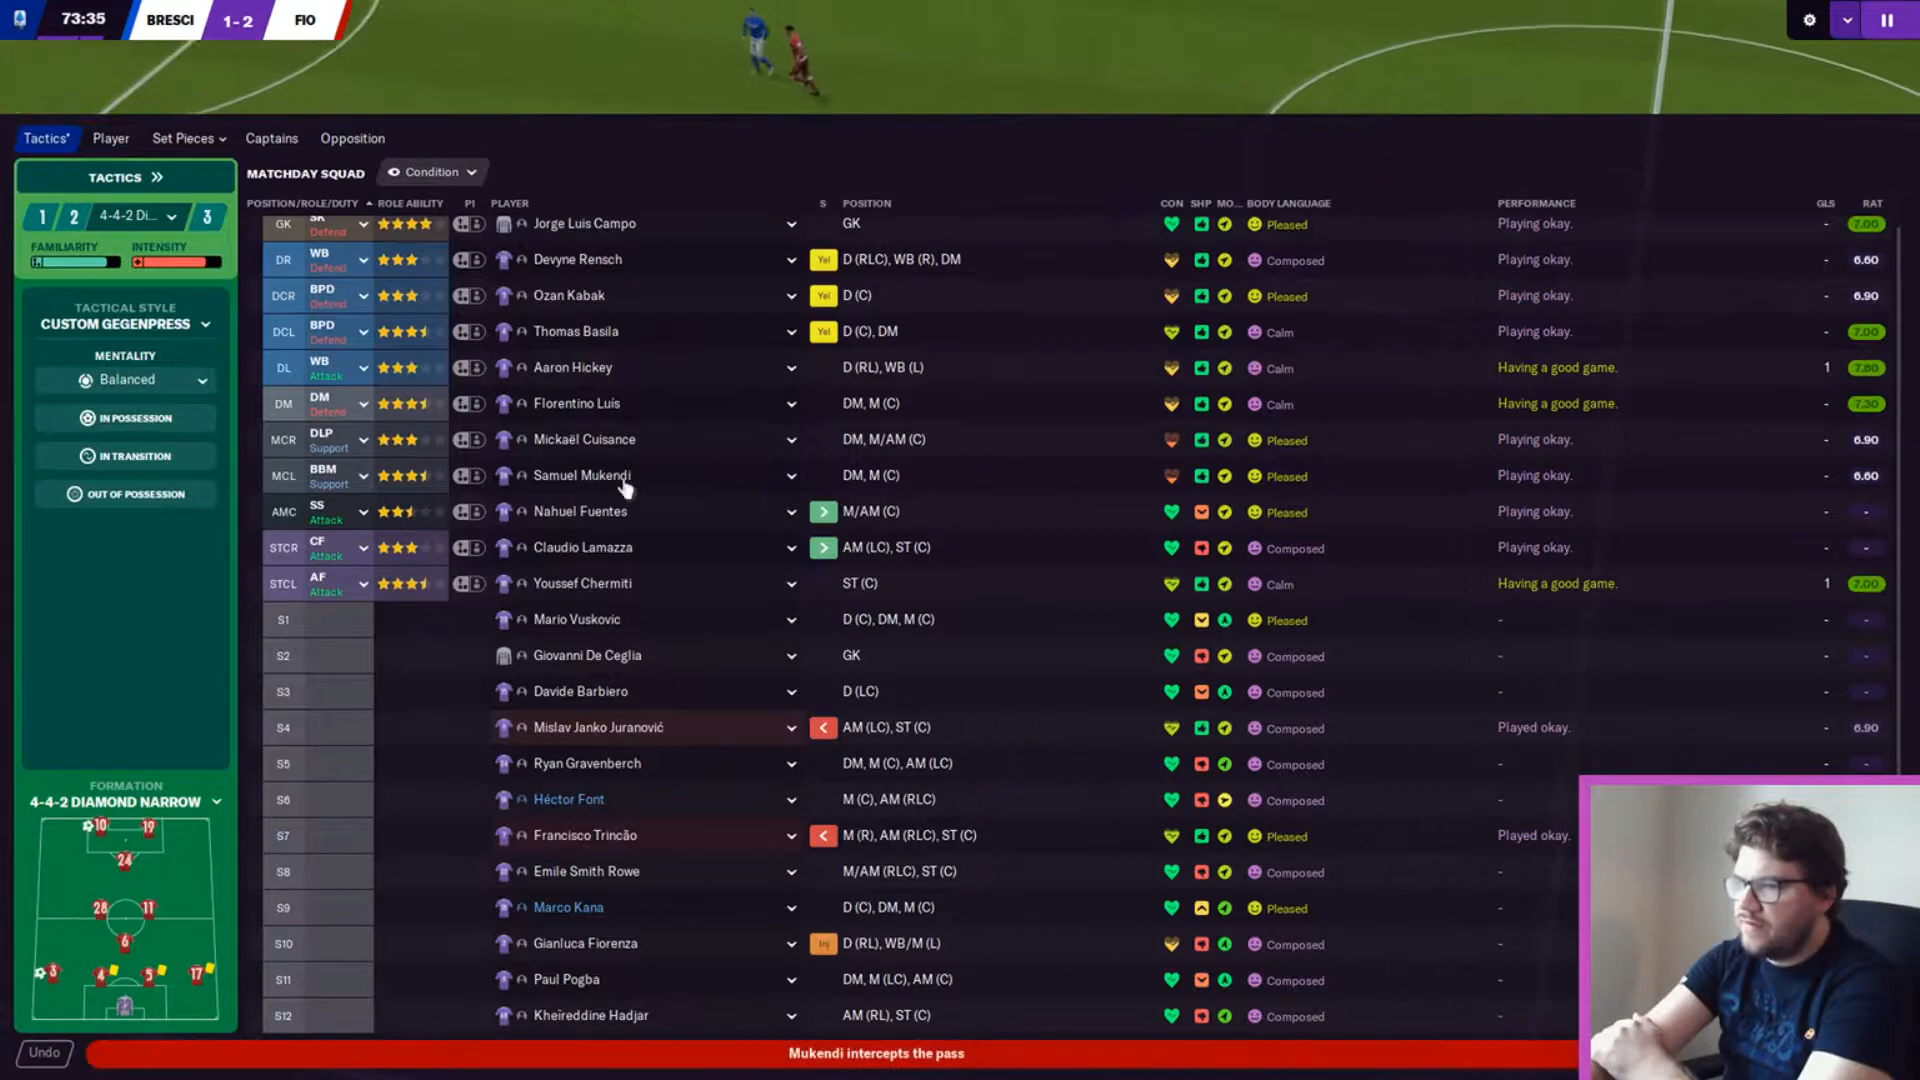 73:35 BRESCI 1 - 2 FIO
Tactics* Player Set Pieces Captains Opposition
TACTICS
MATCHDAY SQUAD Condition
1 2 4-4-2 Di... 3
FAMILIARITY INTENSITY
TACTICAL STYLE
CUSTOM GEGENPRESS
MENTALITY
Balanced
IN POSSESSION
IN TRANSITION
OUT OF POSSESSION
FORMATION
4-4-2 DIAMOND NARROW
10 19
24
28 11
6
3 4 5 17
POSITION/ROLE/DUTY ROLE ABILITY PI PLAYER S POSITION CON SHP MO... BODY LANGUAGE PERFORMANCE GLS RAT
GK SK Defend Jorge Luis Campo GK Pleased Playing okay. - 7.00
DR WB Defend Devyne Rensch Yel D (RLC), WB (R), DM Composed Playing okay. - 6.60
DCR BPD Defend Ozan Kabak Yel D (C) Pleased Playing okay. - 6.90
DCL BPD Defend Thomas Basila Yel D (C), DM Calm Playing okay. - 7.00
DL WB Attack Aaron Hickey D (RL), WB (L) Calm Having a good game. 1 7.60
DM DM Defend Florentino Luís DM, M (C) Calm Having a good game. - 7.30
MCR DLP Support Mickaël Cuisance DM, M/AM (C) Pleased Playing okay. - 6.90
MCL BBM Support Samuel Mukendi DM, M (C) Pleased Playing okay. - 6.60
AMC SS Attack Nahuel Fuentes M/AM (C) Pleased Playing okay. - -
STCR CF Attack Claudio Lamazza AM (LC), ST (C) Composed Playing okay. - -
STCL AF Attack Youssef Chermiti ST (C) Calm Having a good game. 1 7.00
S1 Mario Vuskovic D (C), DM, M (C) Pleased - - -
S2 Giovanni De Ceglia GK Composed - - -
S3 Davide Barbiero D (LC) Composed - - -
S4 Mislav Janko Juranović AM (LC), ST (C) Composed Played okay. - 6.90
S5 Ryan Gravenberch DM, M (C), AM (LC) Composed - - -
S6 Héctor Font M (C), AM (RLC) Composed -
S7 Francisco Trincão M (R), AM (RLC), ST (C) Pleased Played okay.
S8 Emile Smith Rowe M/AM (RLC), ST (C) Composed -
S9 Marco Kana D (C), DM, M (C) Pleased -
S10 Gianluca Fiorenza Inj D (RL), WB/M (L) Composed -
S11 Paul Pogba DM, M (LC), AM (C) Composed -
S12 Kheïreddine Hadjar AM (RL), ST (C) Composed -
Undo
Mukendi intercepts the pass